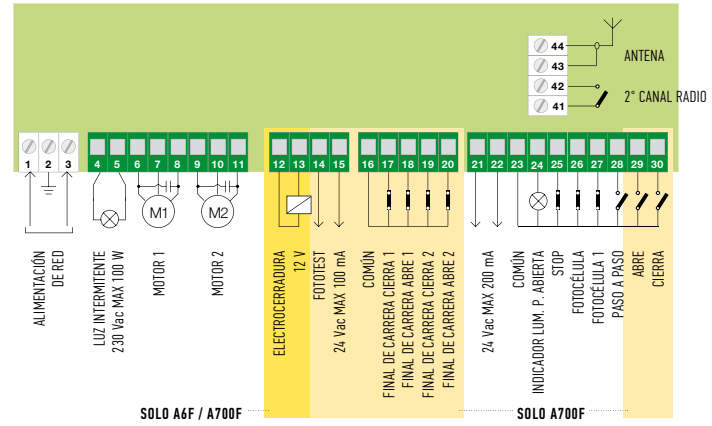 44
43
42
41
ANTENA
2° CANAL RADIO
1 2 3
4 5 6 7 8 9 10 11
12 13 14 15
16 17 18 19 20
21 22 23 24 25 26 27 28 29 30
M1
M2
ALIMENTACIÓN
DE RED
LUZ INTERMITENTE
230 Vac MAX 100 W
MOTOR 1
MOTOR 2
ELECTROCERRADURA
12 V
FOTOTEST
24 Vac MAX 100 mA
COMÚN
FINAL DE CARRERA CIERRA 1
FINAL DE CARRERA ABRE 1
FINAL DE CARRERA CIERRA 2
FINAL DE CARRERA ABRE 2
24 Vac MAX 200 mA
COMÚN
INDICADOR LUM. P. ABIERTA
STOP
FOTOCÉLULA
FOTOCÉLULA 1
PASO A PASO
ABRE
CIERRA
SOLO A6F / A700F
SOLO A700F